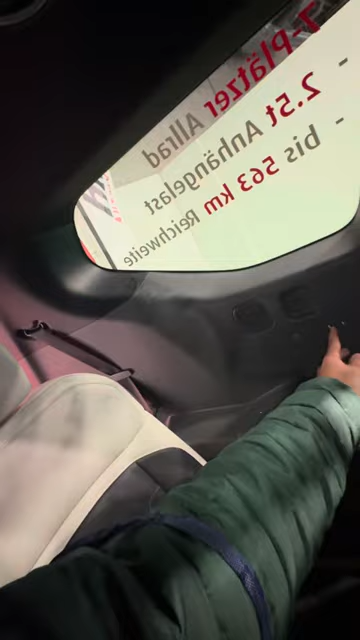 7-Plätzer Allrad
- 2.5t Anhängelast
- bis 563 km Reichweite